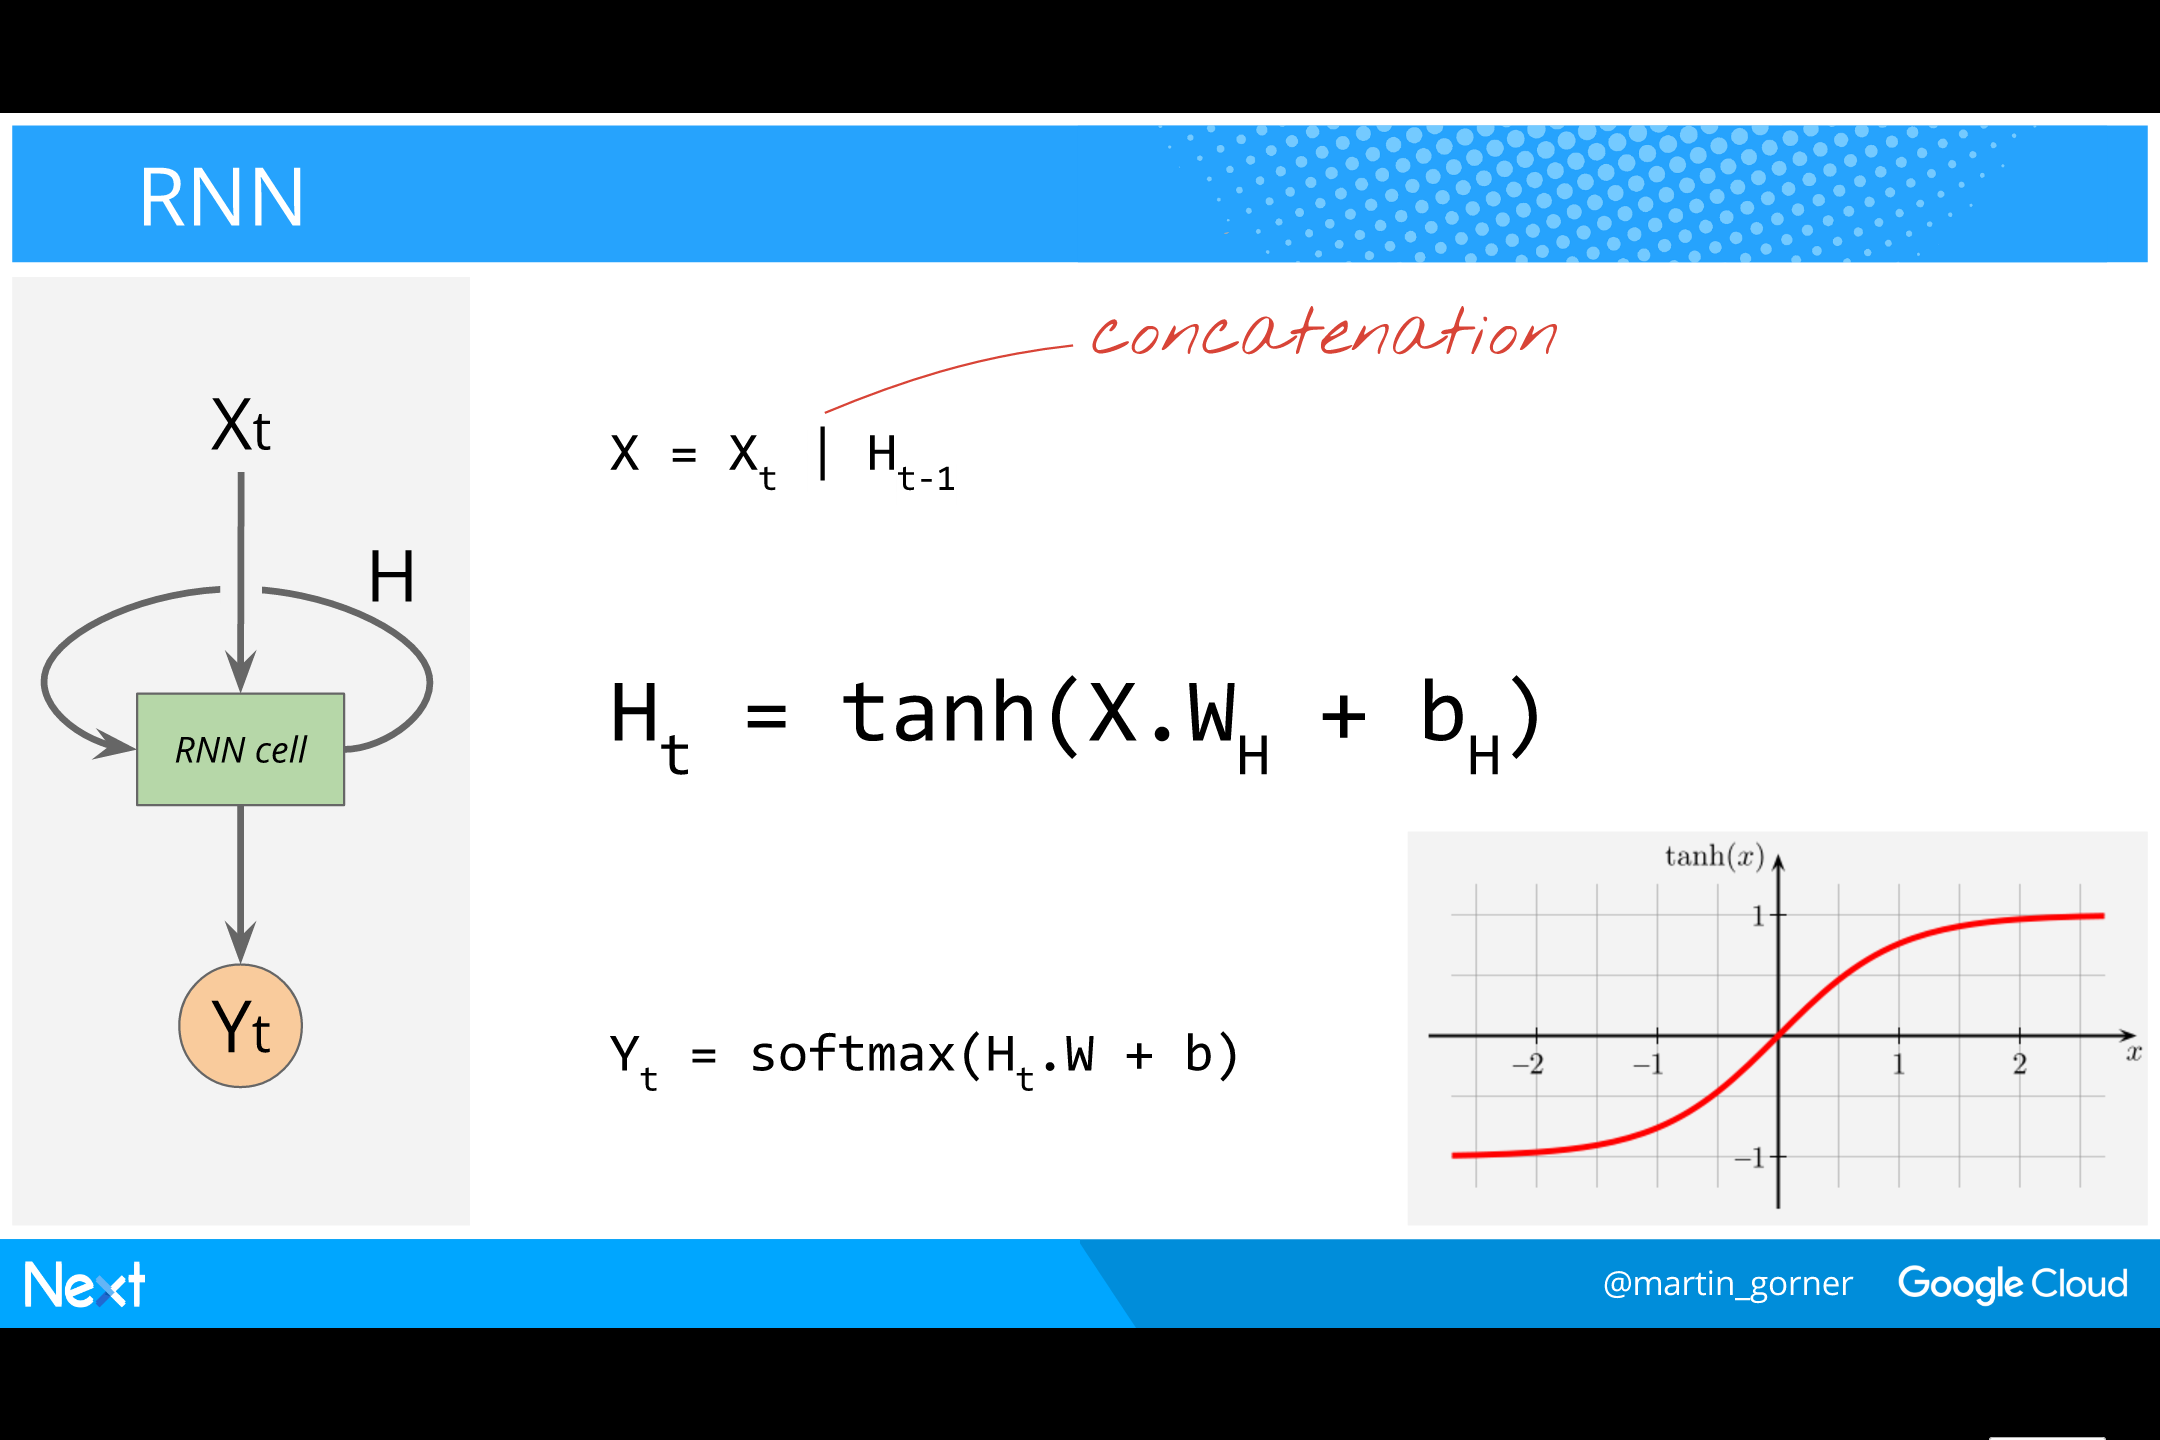 RNN
concatenation
Xt
X = Xt | Ht-1
H
Ht = tanh(X.WH + bH)
RNN cell
tanh(x)
1
-2 -1 1 2 x
-1
Yt
Yt = softmax(Ht.W + b)
Next
@martin_gorner Google Cloud